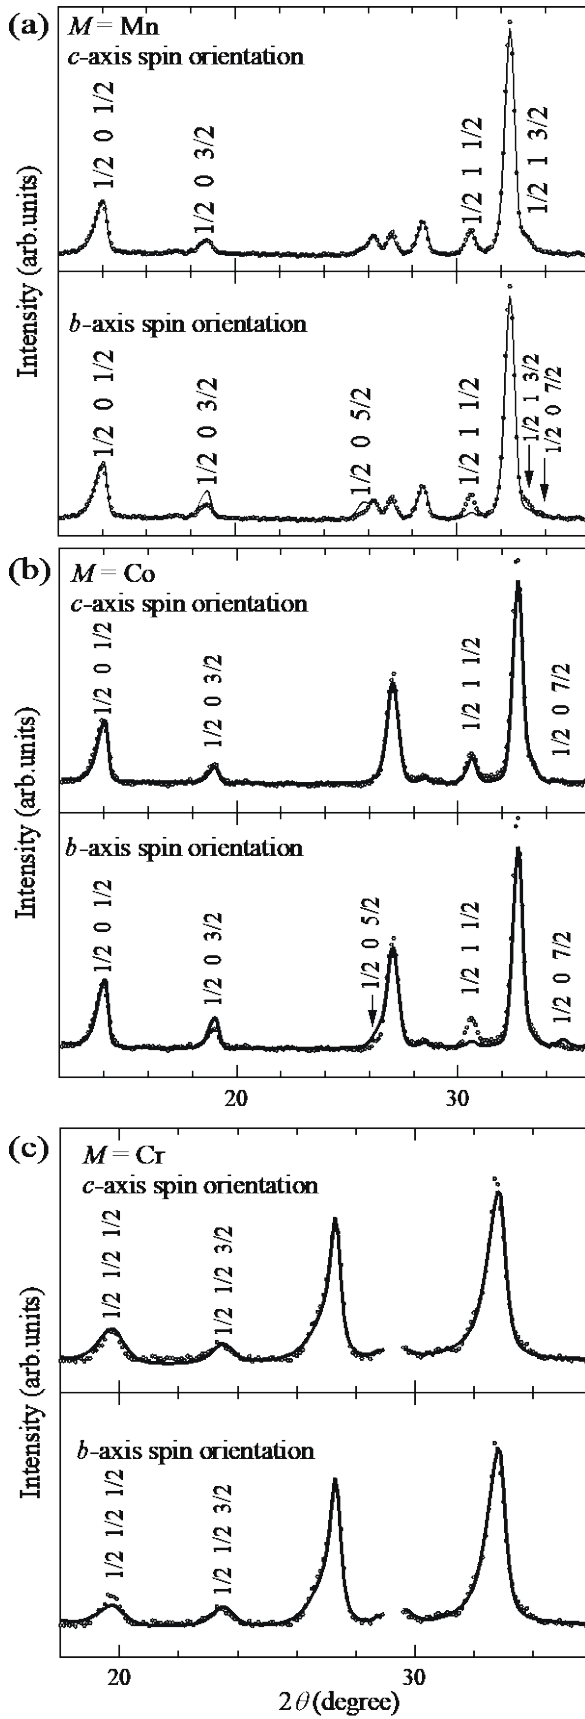 (a)
M = Mn
c-axis spin orientation
1/2 0 1/2
1/2 0 3/2
1/2 1 1/2
1/2 1 3/2
b-axis spin orientation
1/2 0 1/2
1/2 0 3/2
1/2 0 5/2
1/2 1 1/2
1/2 1 3/2
1/2 0 7/2
Intensity (arb.units)
(b)
M = Co
c-axis spin orientation
1/2 0 1/2
1/2 0 3/2
1/2 1 1/2
1/2 0 7/2
b-axis spin orientation
1/2 0 1/2
1/2 0 3/2
1/2 0 5/2
1/2 1 1/2
1/2 0 7/2
Intensity (arb.units)
20 30
(c)
M = Cr
c-axis spin orientation
1/2 1/2 1/2
1/2 1/2 3/2
Intensity (arb.units)
b-axis spin orientation
1/2 1/2 1/2
1/2 1/2 3/2
Intensity (arb.units)
20 30
2θ (degree)